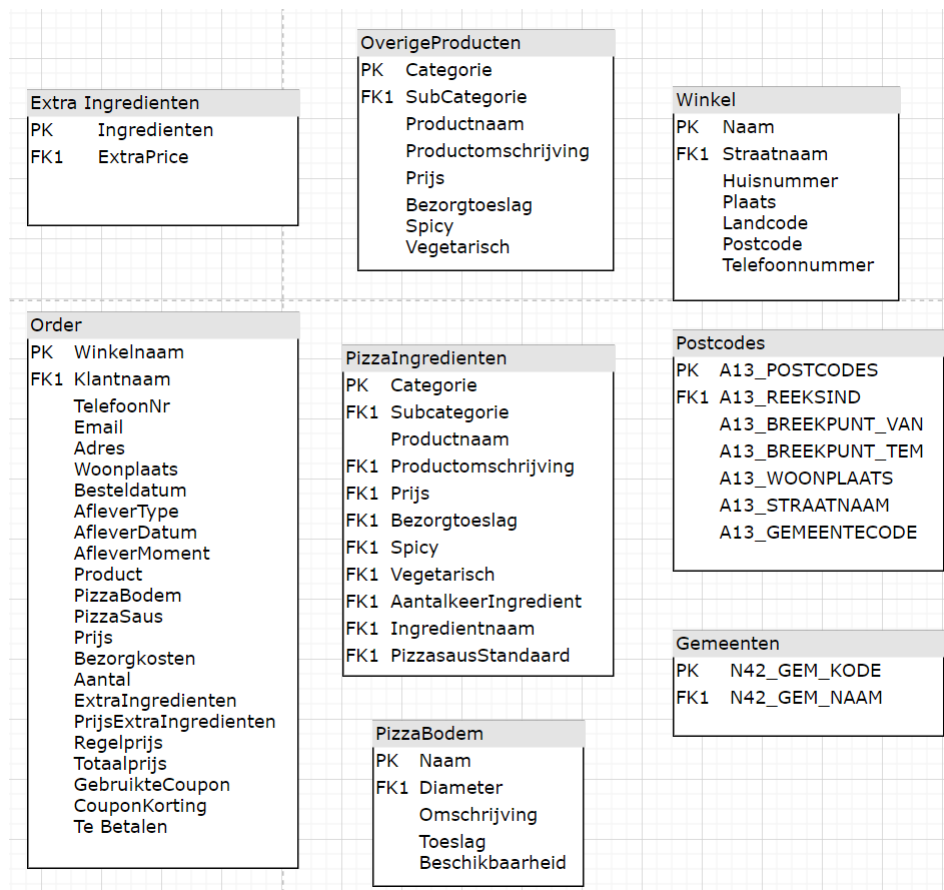 Extra Ingredienten
PK Ingredienten
FK1 ExtraPrice
OverigeProducten
PK Categorie
FK1 SubCategorie
Productnaam
Productomschrijving
Prijs
Bezorgtoeslag
Spicy
Vegetarisch
Winkel
PK Naam
FK1 Straatnaam
Huisnummer
Plaats
Landcode
Postcode
Telefoonnummer
Order
PK Winkelnaam
FK1 Klantnaam
TelefoonNr
Email
Adres
Woonplaats
Besteldatum
AfleverType
AfleverDatum
AfleverMoment
Product
PizzaBodem
PizzaSaus
Prijs
Bezorgkosten
Aantal
ExtraIngredienten
PrijsExtraIngredienten
Regelprijs
Totaalprijs
GebruikteCoupon
CouponKorting
Te Betalen
PizzaIngredienten
PK Categorie
FK1 Subcategorie
Productnaam
FK1 Productomschrijving
FK1 Prijs
FK1 Bezorgtoeslag
FK1 Spicy
FK1 Vegetarisch
FK1 AantalkeerIngredient
FK1 Ingredientnaam
FK1 PizzasausStandaard
PizzaBodem
PK Naam
FK1 Diameter
Omschrijving
Toeslag
Beschikbaarheid
Postcodes
PK A13_POSTCODES
FK1 A13_REEKSIND
A13_BREEKPUNT_VAN
A13_BREEKPUNT_TEM
A13_WOONPLAATS
A13_STRAATNAAM
A13_GEMEENTECODE
Gemeenten
PK N42_GEM_KODE
FK1 N42_GEM_NAAM